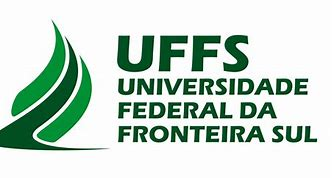 UFFS
UNIVERSIDADE
FEDERAL DA
FRONTEIRA SUL